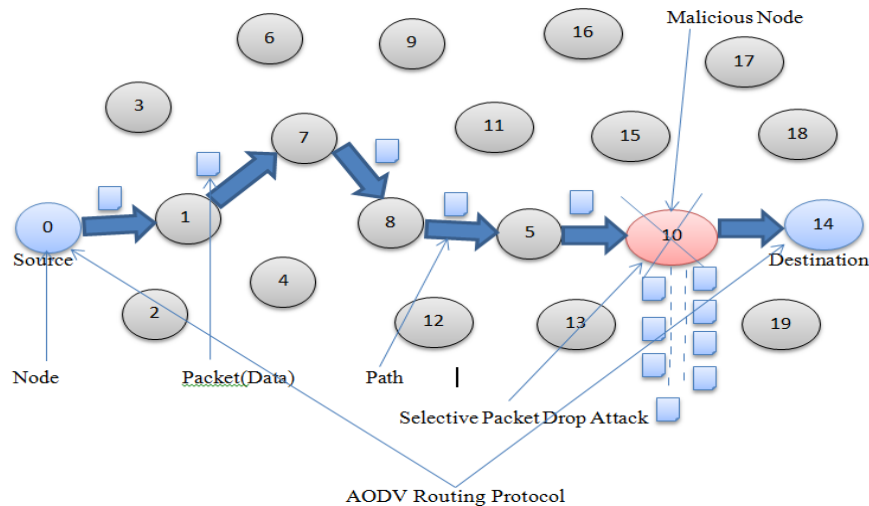 Malicious Node
6
9
16
17
3
7
11
15
18
0
1
8
5
10
14
Source
Destination
4
2
12
13
19
Node
Packet(Data)
Path
Selective Packet Drop Attack
AODV Routing Protocol